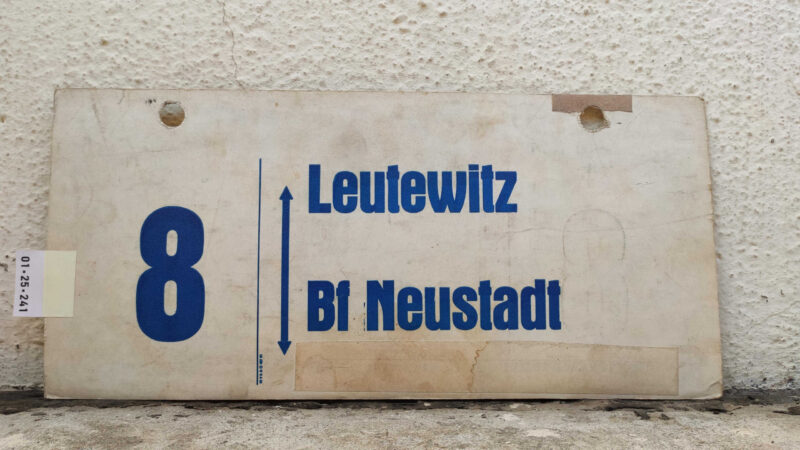 01•25•241
8
Leutewitz
Bf Neustadt